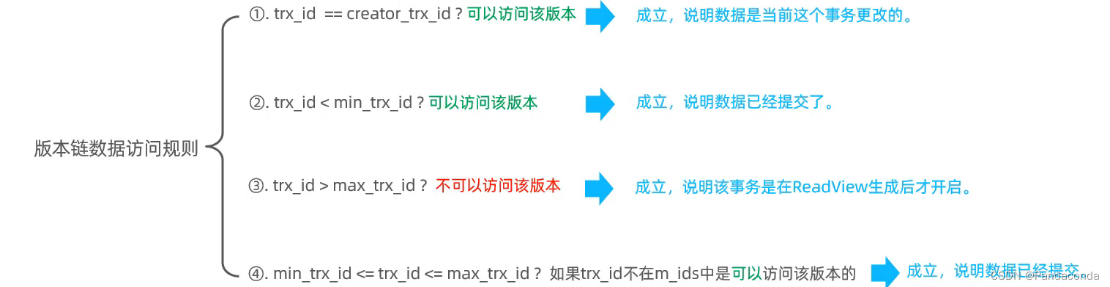 ①. trx_id == creator_trx_id ? 可以访问该版本 成立，说明数据是当前这个事务更改的。
②. trx_id < min_trx_id ? 可以访问该版本 成立，说明数据已经提交了。
版本链数据访问规则
③. trx_id > max_trx_id ? 不可以访问该版本 成立，说明该事务是在ReadView生成后才开启。
④. min_trx_id <= trx_id <= max_trx_id ? 如果trx_id不在m_ids中是可以访问该版本的 成立，说明数据已经提交。
CSDN @Pandaconda